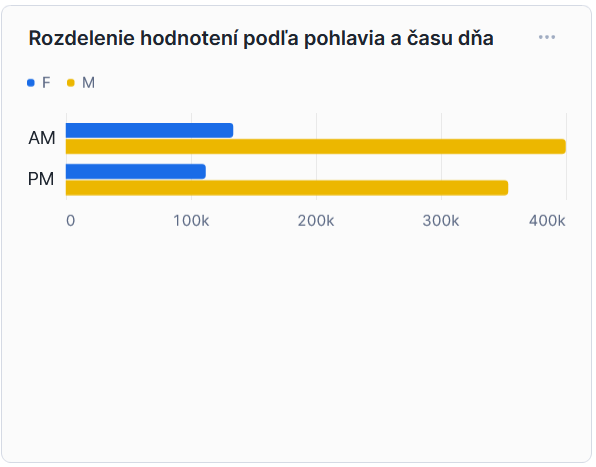 Rozdelenie hodnotení podľa pohlavia a času dňa
F M
AM
PM
0 100k 200k 300k 400k